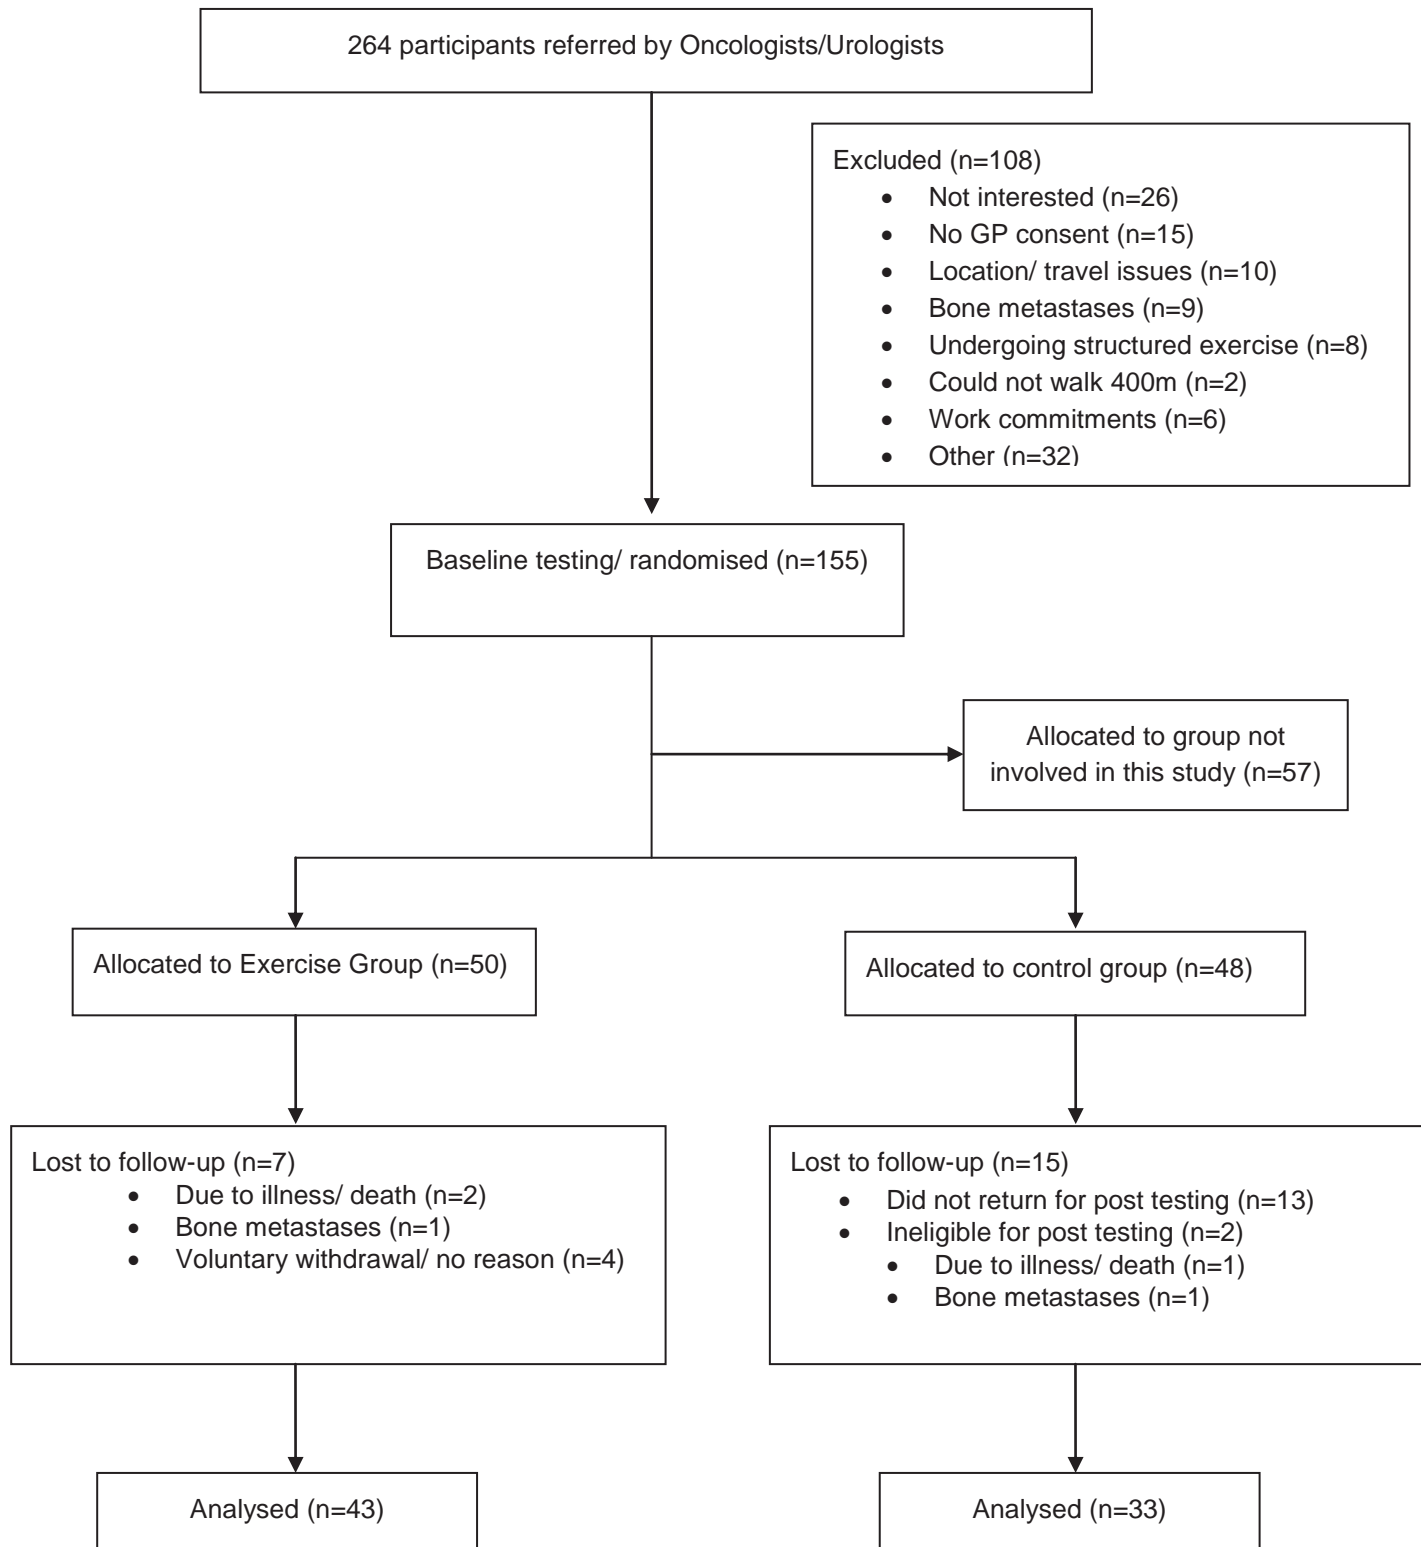 264 participants referred by Oncologists/Urologists
Excluded (n=108)
• Not interested (n=26)
• No GP consent (n=15)
• Location/ travel issues (n=10)
• Bone metastases (n=9)
• Undergoing structured exercise (n=8)
• Could not walk 400m (n=2)
• Work commitments (n=6)
• Other (n=32)
Baseline testing/ randomised (n=155)
Allocated to group not
involved in this study (n=57)
Allocated to Exercise Group (n=50)
Allocated to control group (n=48)
Lost to follow-up (n=7)
• Due to illness/ death (n=2)
• Bone metastases (n=1)
• Voluntary withdrawal/ no reason (n=4)
Lost to follow-up (n=15)
• Did not return for post testing (n=13)
• Ineligible for post testing (n=2)
• Due to illness/ death (n=1)
• Bone metastases (n=1)
Analysed (n=43)
Analysed (n=33)